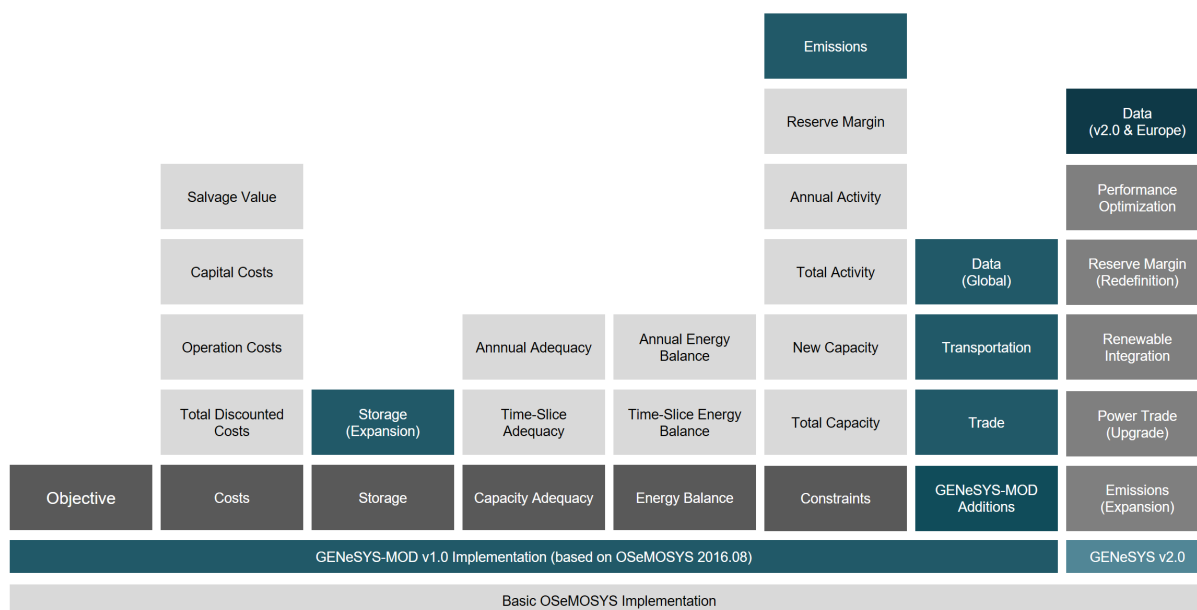 Emissions
Reserve Margin
Data
(v2.0 & Europe)
Salvage Value
Annual Activity
Performance
Optimization
Capital Costs
Total Activity
Data
(Global)
Reserve Margin
(Redefinition)
Operation Costs
Annnual Adequacy
Annual Energy
Balance
New Capacity
Transportation
Renewable
Integration
Total Discounted
Costs
Storage
(Expansion)
Time-Slice
Adequacy
Time-Slice Energy
Balance
Total Capacity
Trade
Power Trade
(Upgrade)
Objective
Costs
Storage
Capacity Adequacy
Energy Balance
Constraints
GENeSYS-MOD
Additions
Emissions
(Expansion)
GENeSYS-MOD v1.0 Implementation (based on OSeMOSYS 2016.08)
GENeSYS v2.0
Basic OSeMOSYS Implementation